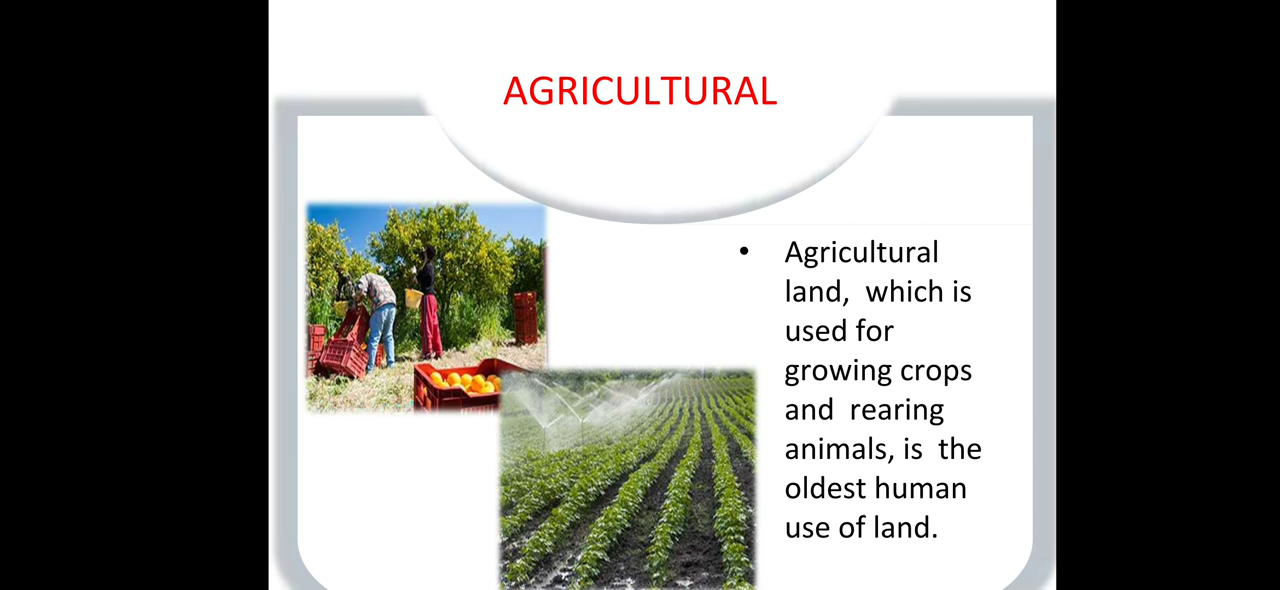 AGRICULTURAL
• Agricultural
land, which is
used for
growing crops
and rearing
animals, is the
oldest human
use of land.